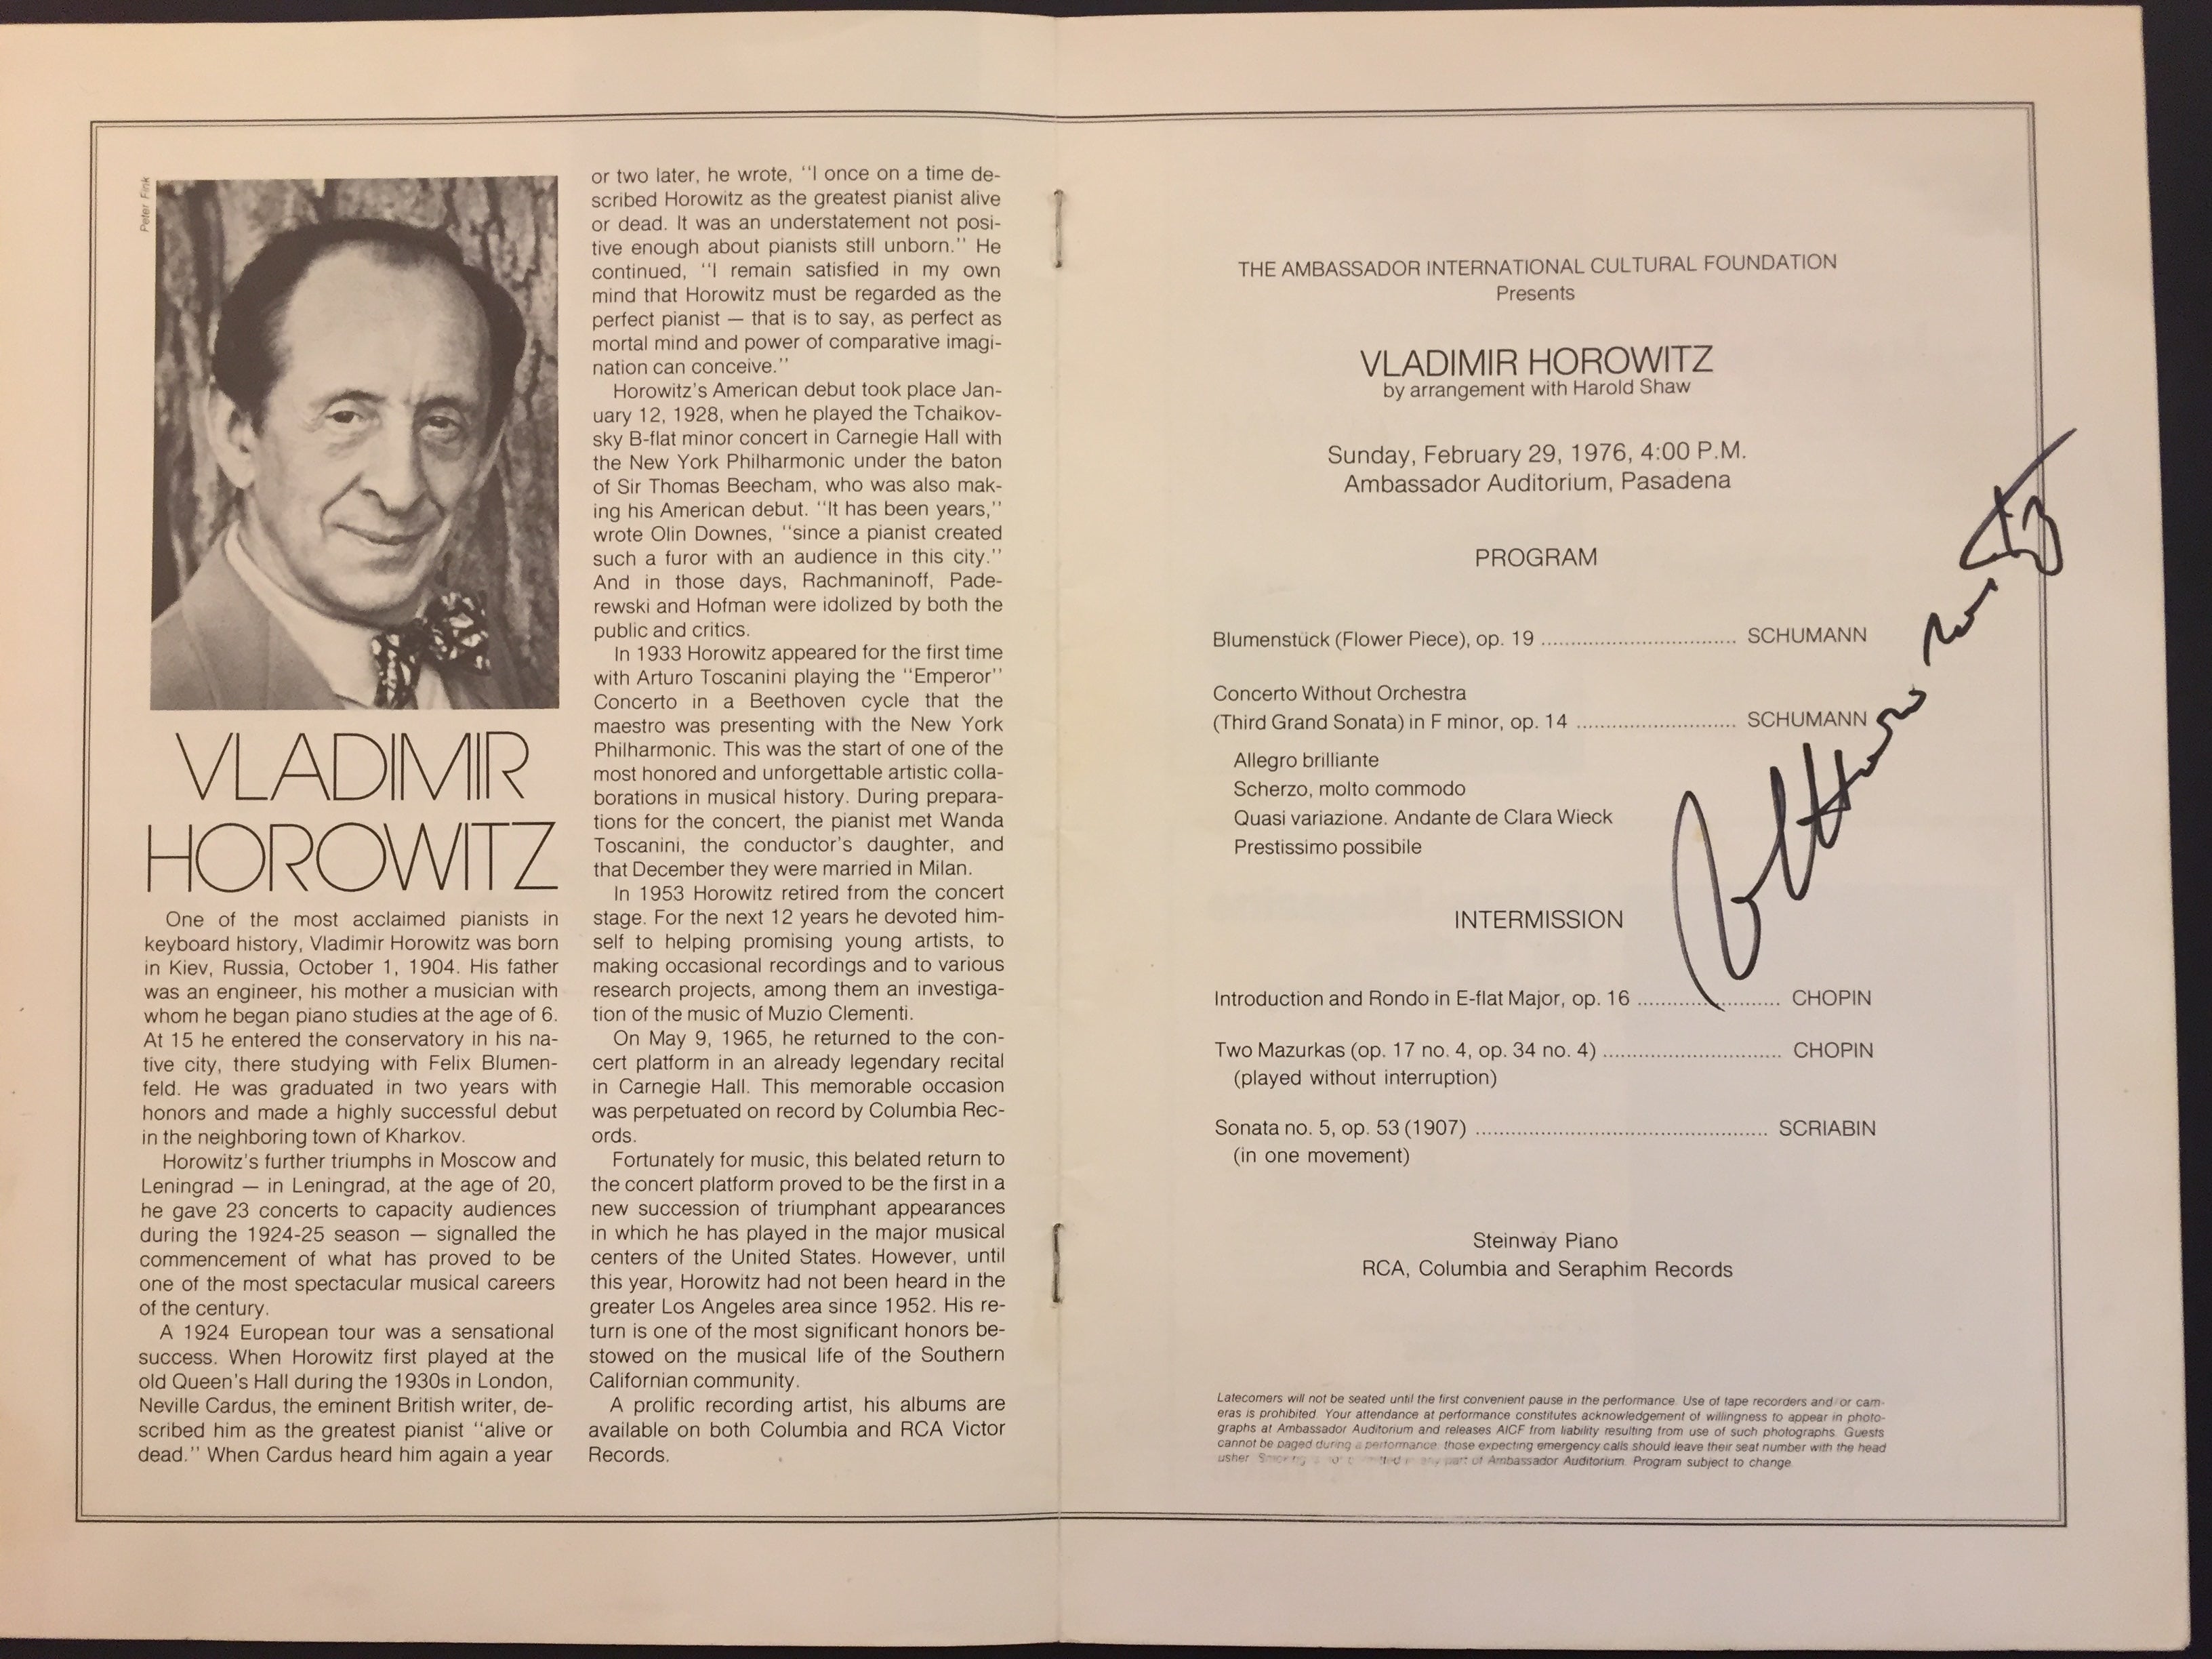 Peter Fink
VLADIMIR
HOROWITZ
One of the most acclaimed pianists in
keyboard history, Vladimir Horowitz was born
in Kiev, Russia, October 1, 1904. His father
was an engineer, his mother a musician with
whom he began piano studies at the age of 6.
At 15 he entered the conservatory in his na-
tive city, there studying with Felix Blumen-
feld. He was graduated in two years with
honors and made a highly successful debut
in the neighboring town of Kharkov.
Horowitz's further triumphs in Moscow and
Leningrad — in Leningrad, at the age of 20,
he gave 23 concerts to capacity audiences
during the 1924-25 season — signalled the
commencement of what has proved to be
one of the most spectacular musical careers
of the century.
A 1924 European tour was a sensational
success. When Horowitz first played at the
old Queen's Hall during the 1930s in London,
Neville Cardus, the eminent British writer, de-
scribed him as the greatest pianist "alive or
dead." When Cardus heard him again a year
or two later, he wrote, "I once on a time de-
scribed Horowitz as the greatest pianist alive
or dead. It was an understatement not posi-
tive enough about pianists still unborn." He
continued, "I remain satisfied in my own
mind that Horowitz must be regarded as the
perfect pianist — that is to say, as perfect as
mortal mind and power of comparative imagi-
nation can conceive."
Horowitz's American debut took place Jan-
uary 12, 1928, when he played the Tchaikov-
sky B-flat minor concert in Carnegie Hall with
the New York Philharmonic under the baton
of Sir Thomas Beecham, who was also mak-
ing his American debut. "It has been years,"
wrote Olin Downes, "since a pianist created
such a furor with an audience in this city."
And in those days, Rachmaninoff, Pade-
rewski and Hofman were idolized by both the
public and critics.
In 1933 Horowitz appeared for the first time
with Arturo Toscanini playing the "Emperor"
Concerto in a Beethoven cycle that the
maestro was presenting with the New York
Philharmonic. This was the start of one of the
most honored and unforgettable artistic colla-
borations in musical history. During prepara-
tions for the concert, the pianist met Wanda
Toscanini, the conductor's daughter, and
that December they were married in Milan.
In 1953 Horowitz retired from the concert
stage. For the next 12 years he devoted him-
self to helping promising young artists, to
making occasional recordings and to various
research projects, among them an investiga-
tion of the music of Muzio Clementi.
On May 9, 1965, he returned to the con-
cert platform in an already legendary recital
in Carnegie Hall. This memorable occasion
was perpetuated on record by Columbia Rec-
ords.
Fortunately for music, this belated return to
the concert platform proved to be the first in a
new succession of triumphant appearances
in which he has played in the major musical
centers of the United States. However, until
this year, Horowitz had not been heard in the
greater Los Angeles area since 1952. His re-
turn is one of the most significant honors be-
stowed on the musical life of the Southern
Californian community.
A prolific recording artist, his albums are
available on both Columbia and RCA Victor
Records.
THE AMBASSADOR INTERNATIONAL CULTURAL FOUNDATION
Presents
VLADIMIR HOROWITZ
by arrangement with Harold Shaw
Sunday, February 29, 1976, 4:00 P.M.
Ambassador Auditorium, Pasadena
PROGRAM
Blumenstück (Flower Piece), op. 19 ............................. SCHUMANN
Concerto Without Orchestra
(Third Grand Sonata) in F minor, op. 14 ........................ SCHUMANN
Allegro brilliante
Scherzo, molto commodo
Quasi variazione. Andante de Clara Wieck
Prestissimo possibile
INTERMISSION
Introduction and Rondo in E-flat Major, op. 16 ..................... CHOPIN
Two Mazurkas (op. 17 no. 4, op. 34 no. 4) .......................... CHOPIN
(played without interruption)
Sonata no. 5, op. 53 (1907) ........................................... SCRIABIN
(in one movement)
Steinway Piano
RCA, Columbia and Seraphim Records
Latecomers will not be seated until the first convenient pause in the performance. Use of tape recorders and/or cam-
eras is prohibited. Your attendance at performance constitutes acknowledgement of willingness to appear in photo-
graphs at Ambassador Auditorium and releases AICF from liability resulting from use of such photographs. Guests
cannot be paged during a performance: those expecting emergency calls should leave their seat number with the head
usher. part of Ambassador Auditorium. Program subject to change.
Horowitz